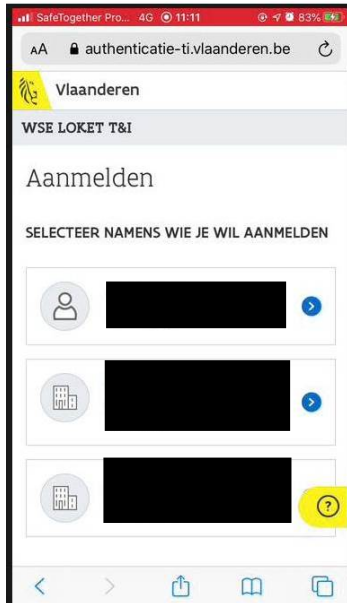 SafeTogether Pro... 4G 11:11 83%
AA authenticatie-ti.vlaanderen.be
Vlaanderen
WSE LOKET T&I
Aanmelden
SELECTEER NAMENS WIE JE WIL AANMELDEN
?